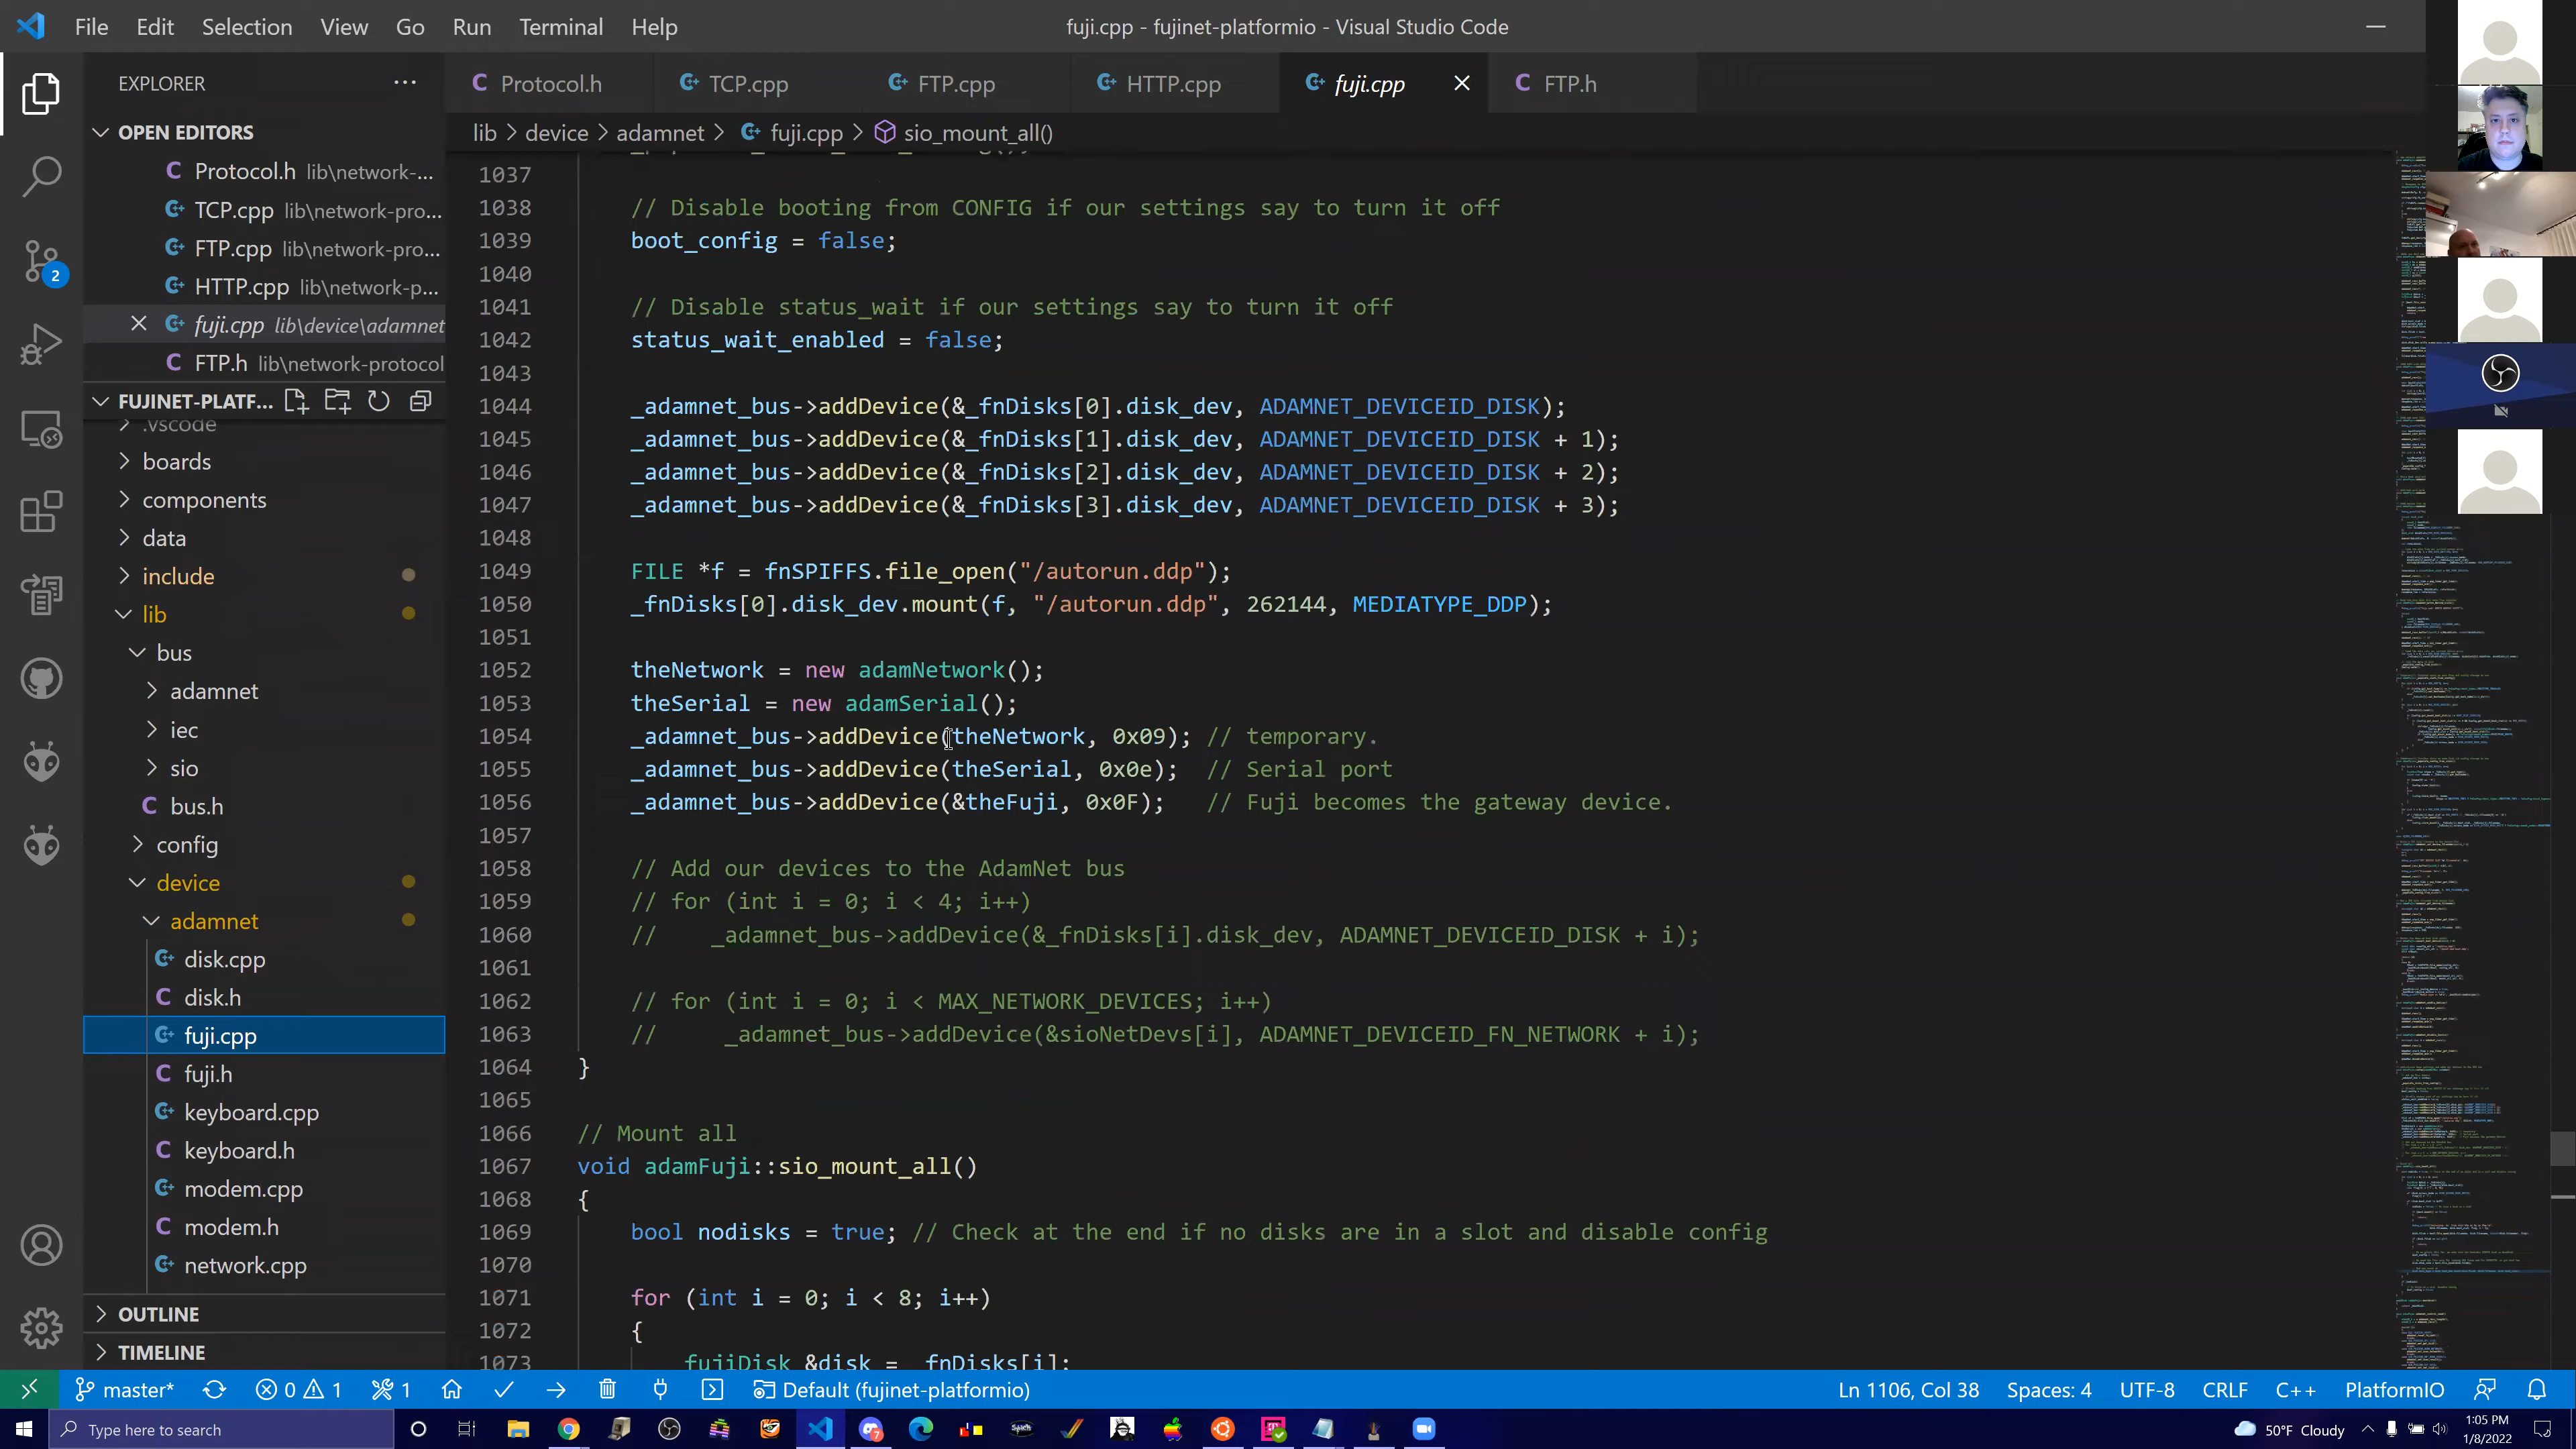 File Edit Selection View Go Run Terminal Help
fuji.cpp - fujinet-platformio - Visual Studio Code
EXPLORER
OPEN EDITORS
Protocol.h lib\network-...
TCP.cpp lib\network-pro...
FTP.cpp lib\network-pro...
HTTP.cpp lib\network-p...
fuji.cpp lib\device\adamnet
FTP.h lib\network-protocol
FUJINET-PLATF...
.vscode
boards
components
data
include
lib
bus
adamnet
iec
sio
bus.h
config
device
adamnet
disk.cpp
disk.h
fuji.cpp
fuji.h
keyboard.cpp
keyboard.h
modem.cpp
modem.h
network.cpp
OUTLINE
TIMELINE
2
Protocol.h TCP.cpp FTP.cpp HTTP.cpp fuji.cpp FTP.h
lib > device > adamnet > fuji.cpp > sio_mount_all()
1037
1038 // Disable booting from CONFIG if our settings say to turn it off
1039 boot_config = false;
1040
1041 // Disable status_wait if our settings say to turn it off
1042 status_wait_enabled = false;
1043
1044 _adamnet_bus->addDevice(&_fnDisks[0].disk_dev, ADAMNET_DEVICEID_DISK);
1045 _adamnet_bus->addDevice(&_fnDisks[1].disk_dev, ADAMNET_DEVICEID_DISK + 1);
1046 _adamnet_bus->addDevice(&_fnDisks[2].disk_dev, ADAMNET_DEVICEID_DISK + 2);
1047 _adamnet_bus->addDevice(&_fnDisks[3].disk_dev, ADAMNET_DEVICEID_DISK + 3);
1048
1049 FILE *f = fnSPIFFS.file_open("/autorun.ddp");
1050 _fnDisks[0].disk_dev.mount(f, "/autorun.ddp", 262144, MEDIATYPE_DDP);
1051
1052 theNetwork = new adamNetwork();
1053 theSerial = new adamSerial();
1054 _adamnet_bus->addDevice(theNetwork, 0x09); // temporary.
1055 _adamnet_bus->addDevice(theSerial, 0x0e); // Serial port
1056 _adamnet_bus->addDevice(&theFuji, 0x0F); // Fuji becomes the gateway device.
1057
1058 // Add our devices to the AdamNet bus
1059 // for (int i = 0; i < 4; i++)
1060 // _adamnet_bus->addDevice(&_fnDisks[i].disk_dev, ADAMNET_DEVICEID_DISK + i);
1061
1062 // for (int i = 0; i < MAX_NETWORK_DEVICES; i++)
1063 // _adamnet_bus->addDevice(&sioNetDevs[i], ADAMNET_DEVICEID_FN_NETWORK + i);
1064 }
1065
1066 // Mount all
1067 void adamFuji::sio_mount_all()
1068 {
1069 bool nodisks = true; // Check at the end if no disks are in a slot and disable config
1070
1071 for (int i = 0; i < 8; i++)
1072 {
1073 fujiDisk &disk = _fnDisks[i];
master* 0 1 1 Default (fujinet-platformio) Ln 1106, Col 38 Spaces: 4 UTF-8 CRLF C++ PlatformIO
Type here to search
7
50°F Cloudy
1:05 PM
1/8/2022